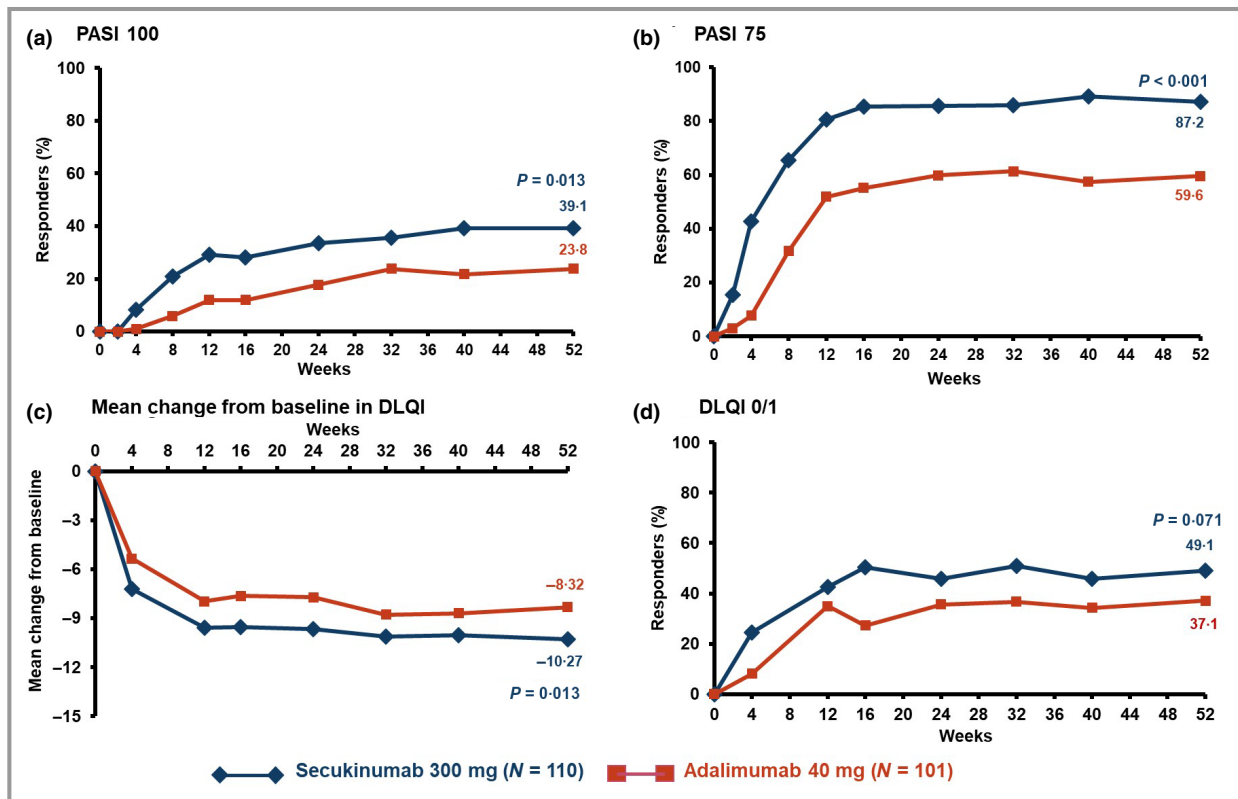 (a) PASI 100
100
80
60
40
20
0
Responders (%)
P = 0·013
39·1
23·8
0 4 8 12 16 20 24 28 32 36 40 44 48 52
Weeks
(b) PASI 75
100
80
60
40
20
0
Responders (%)
P < 0·001
87·2
59·6
0 4 8 12 16 20 24 28 32 36 40 44 48 52
Weeks
(c) Mean change from baseline in DLQI
Weeks
0 4 8 12 16 20 24 28 32 36 40 44 48 52
0
–3
–6
–9
–12
–15
Mean change from baseline
–8·32
–10·27
P = 0·013
(d) DLQI 0/1
100
80
60
40
20
0
Responders (%)
P = 0·071
49·1
37·1
0 4 8 12 16 20 24 28 32 36 40 44 48 52
Weeks
Secukinumab 300 mg (N = 110) Adalimumab 40 mg (N = 101)